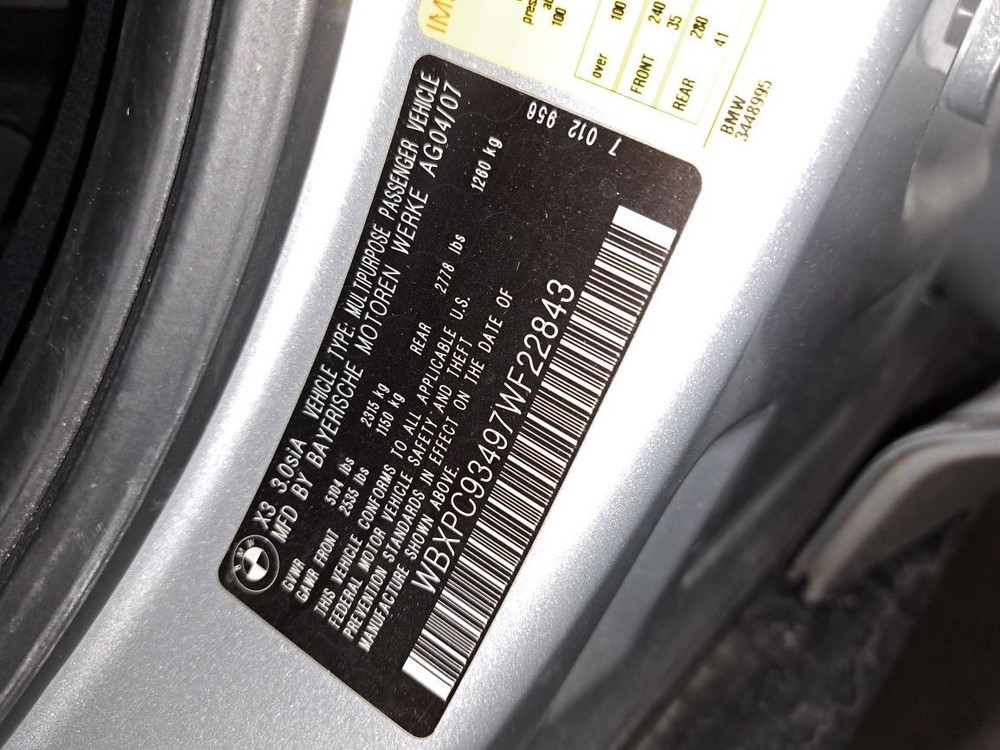 X3 3.0SIA VEHICLE TYPE: MULTIPURPOSE PASSENGER VEHICLE
MFD BY BAYERISCHE MOTOREN WERKE AG04/07
GVWR 5104 lbs 2315 kg
GAWR FRONT 2535 lbs 1150 kg REAR 2778 lbs 1260 kg
THIS VEHICLE CONFORMS TO ALL APPLICABLE U.S.
FEDERAL MOTOR VEHICLE SAFETY AND THEFT
PREVENTION STANDARDS IN EFFECT ON THE DATE OF
MANUFACTURE SHOWN ABOVE.
WBXPC93497WF22843
7 012 958
over 100
FRONT 240
35
REAR 280
41
BMW
3448995
100